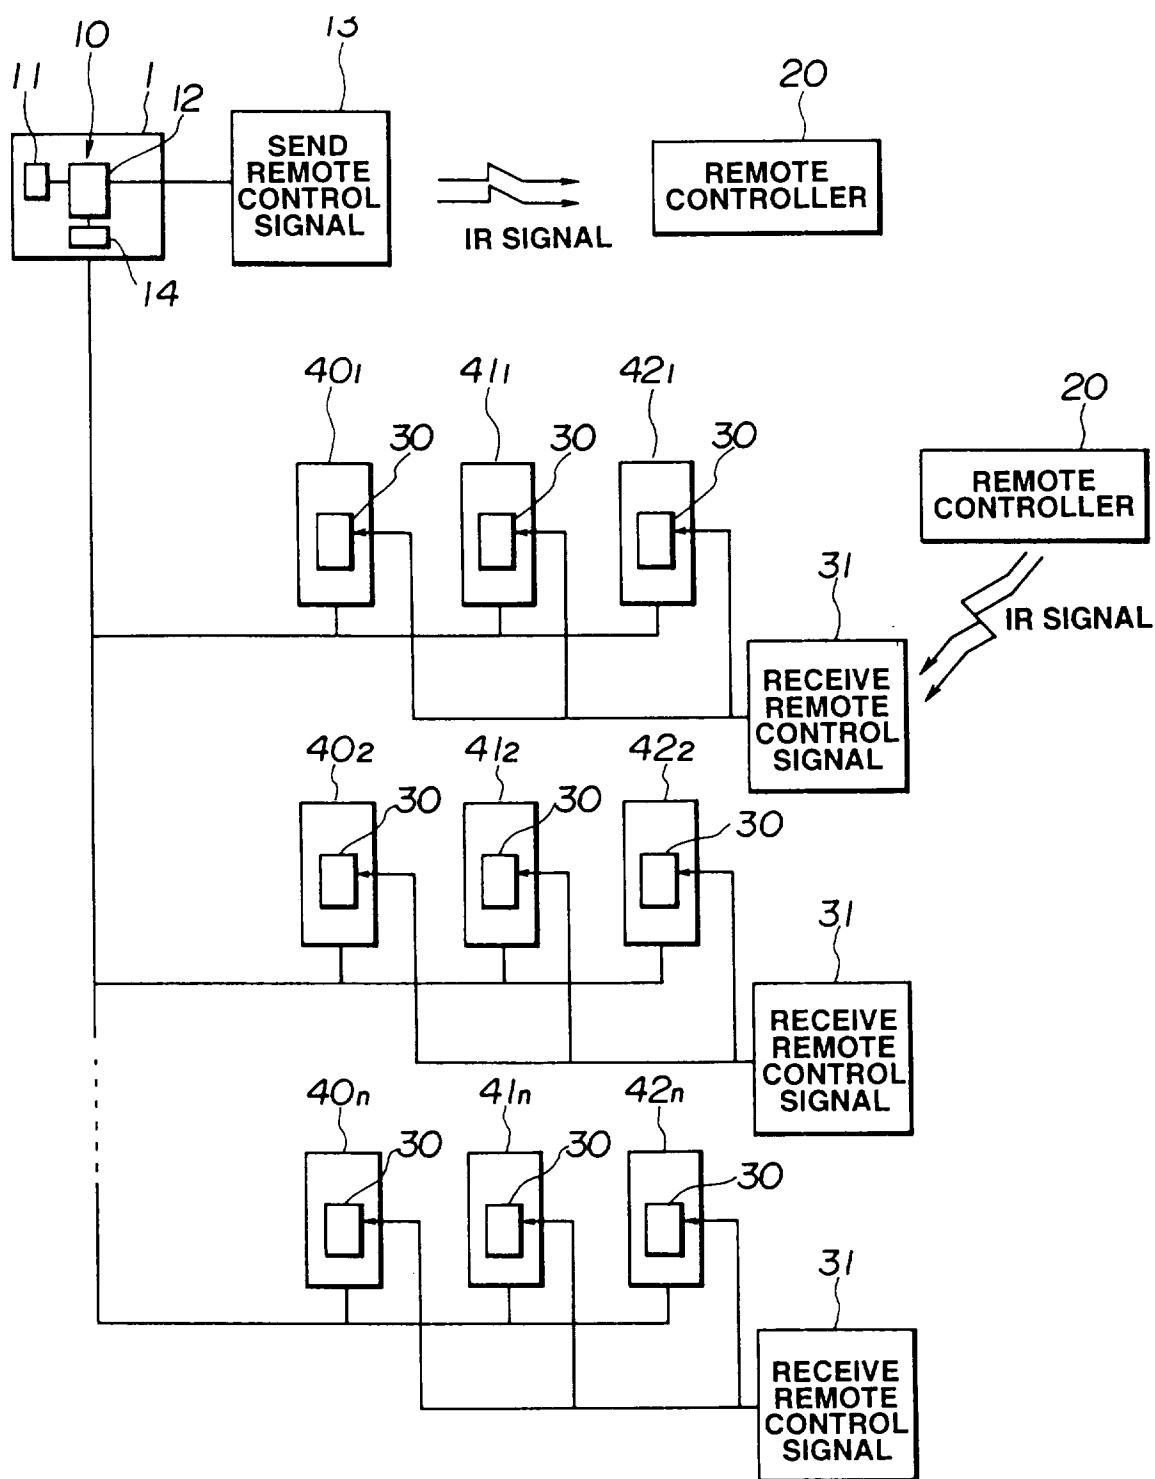 13
10
20
11
1
12
SEND
REMOTE
CONTROL
SIGNAL
REMOTE
CONTROLLER
IR SIGNAL
14
401
411
421
20
30
30
30
REMOTE
CONTROLLER
31
IR SIGNAL
RECEIVE
REMOTE
CONTROL
SIGNAL
402
412
422
30
30
30
31
RECEIVE
REMOTE
CONTROL
SIGNAL
40n
41n
42n
30
30
30
31
RECEIVE
REMOTE
CONTROL
SIGNAL